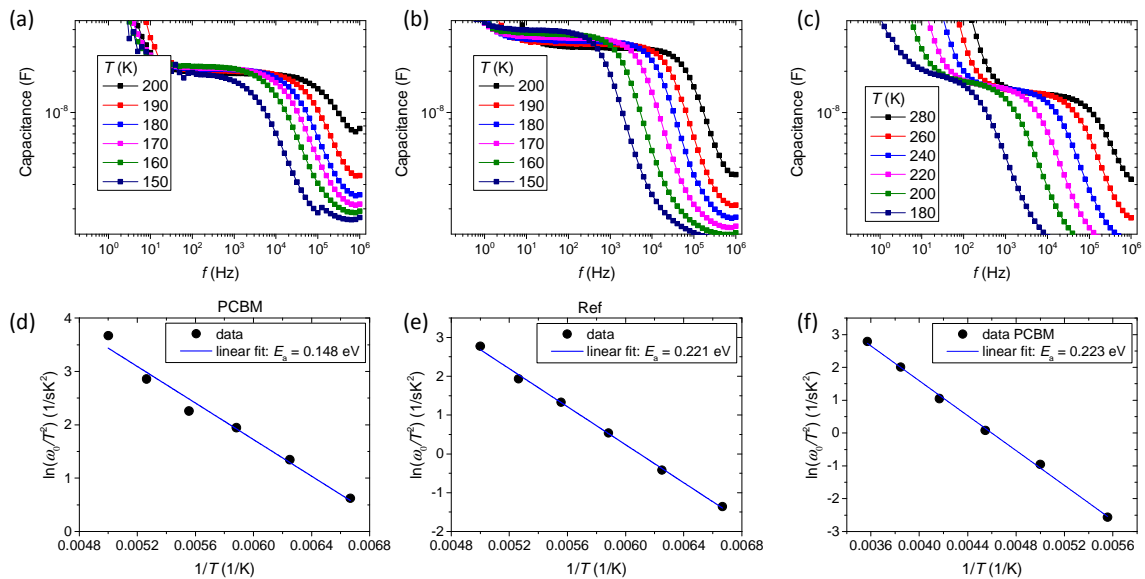 (a)
Capacitance (F)
10⁻⁸
T (K)
200
190
180
170
160
150
10⁰ 10¹ 10² 10³ 10⁴ 10⁵ 10⁶
f (Hz)
(b)
Capacitance (F)
10⁻⁸
T (K)
200
190
180
170
160
150
10⁰ 10¹ 10² 10³ 10⁴ 10⁵ 10⁶
f (Hz)
(c)
Capacitance (F)
10⁻⁸
T (K)
280
260
240
220
200
180
10⁰ 10¹ 10² 10³ 10⁴ 10⁵ 10⁶
f (Hz)
(d)
PCBM
ln(ω₀/T²) (1/sK²)
4
3
2
1
0
data
linear fit: Eₐ = 0.148 eV
0.0048 0.0052 0.0056 0.0060 0.0064 0.0068
1/T (1/K)
(e)
Ref
ln(ω₀/T²) (1/sK²)
4
3
2
1
0
-1
-2
data
linear fit: Eₐ = 0.221 eV
0.0048 0.0052 0.0056 0.0060 0.0064 0.0068
1/T (1/K)
(f)
ln(ω₀/T²) (1/sK²)
4
3
2
1
0
-1
-2
-3
data PCBM
linear fit: Eₐ = 0.223 eV
0.0036 0.0040 0.0044 0.0048 0.0052 0.0056
1/T (1/K)